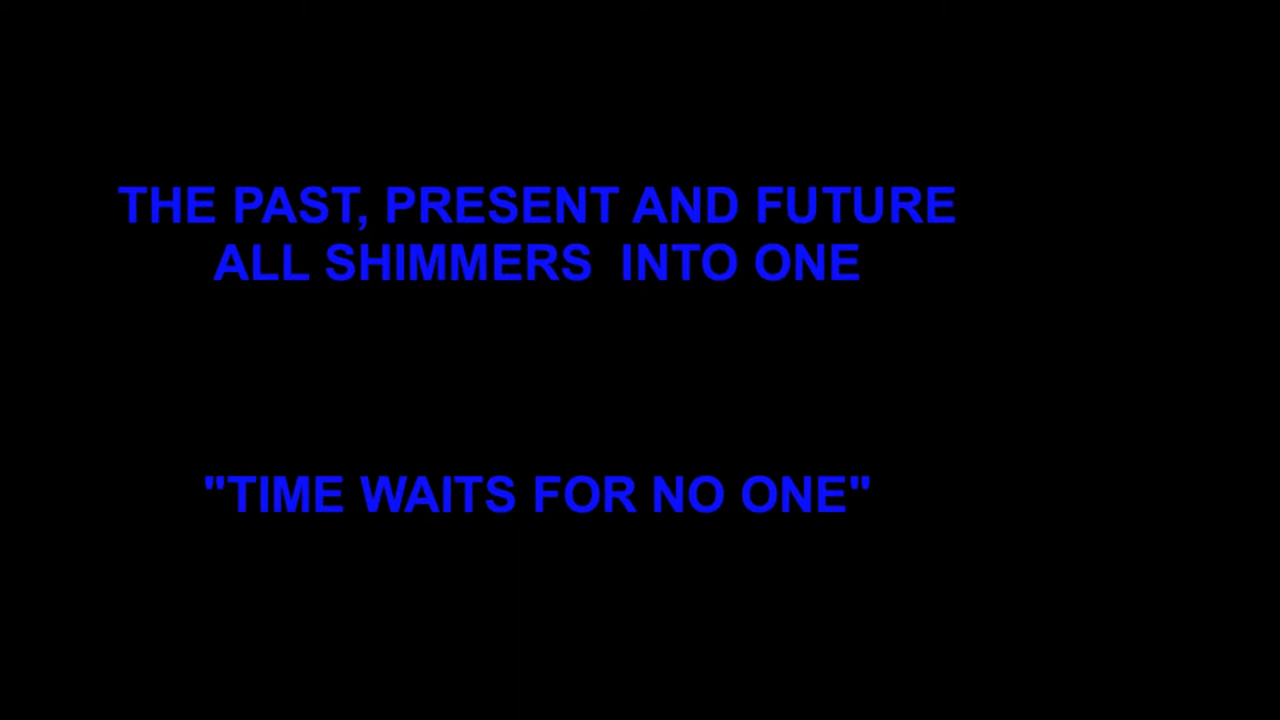 THE PAST, PRESENT AND FUTURE
ALL SHIMMERS  INTO ONE
"TIME WAITS FOR NO ONE"